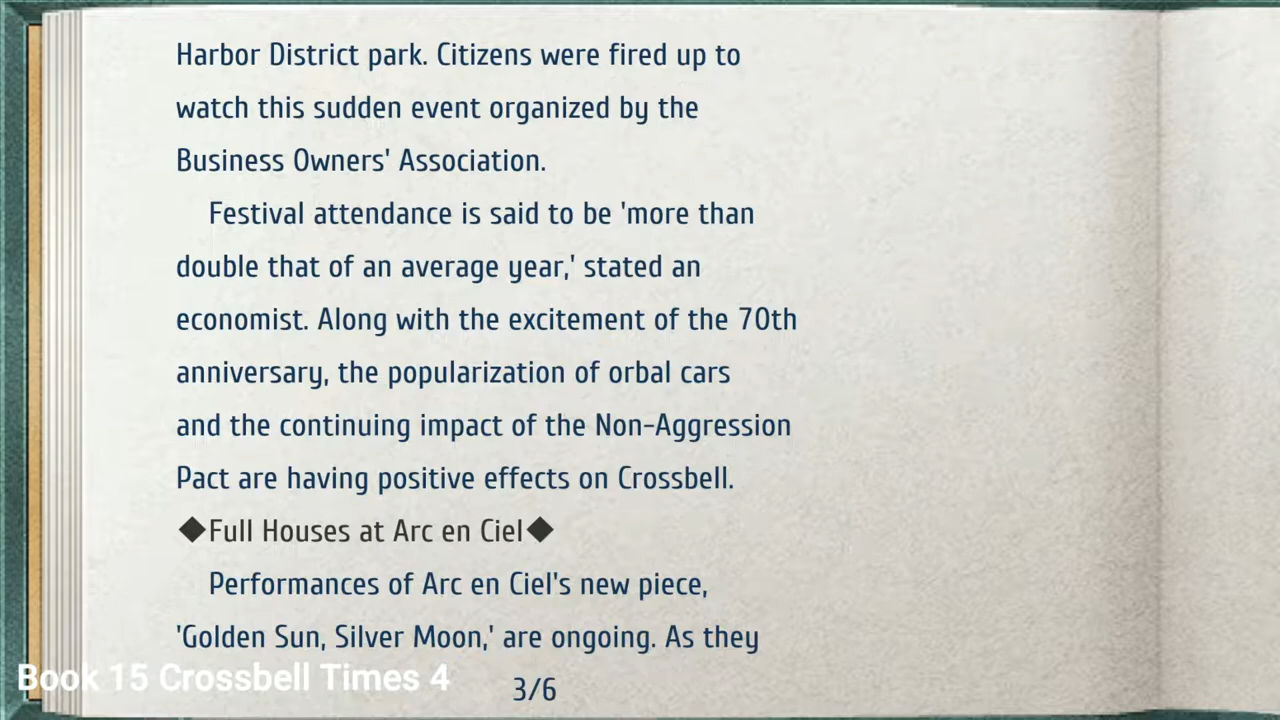 Harbor District park. Citizens were fired up to
watch this sudden event organized by the
Business Owners' Association.
Festival attendance is said to be 'more than
double that of an average year,' stated an
economist. Along with the excitement of the 70th
anniversary, the popularization of orbal cars
and the continuing impact of the Non-Aggression
Pact are having positive effects on Crossbell.
◆Full Houses at Arc en Ciel◆
Performances of Arc en Ciel's new piece,
'Golden Sun, Silver Moon,' are ongoing. As they
Book 15 Crossbell Times 4
3/6